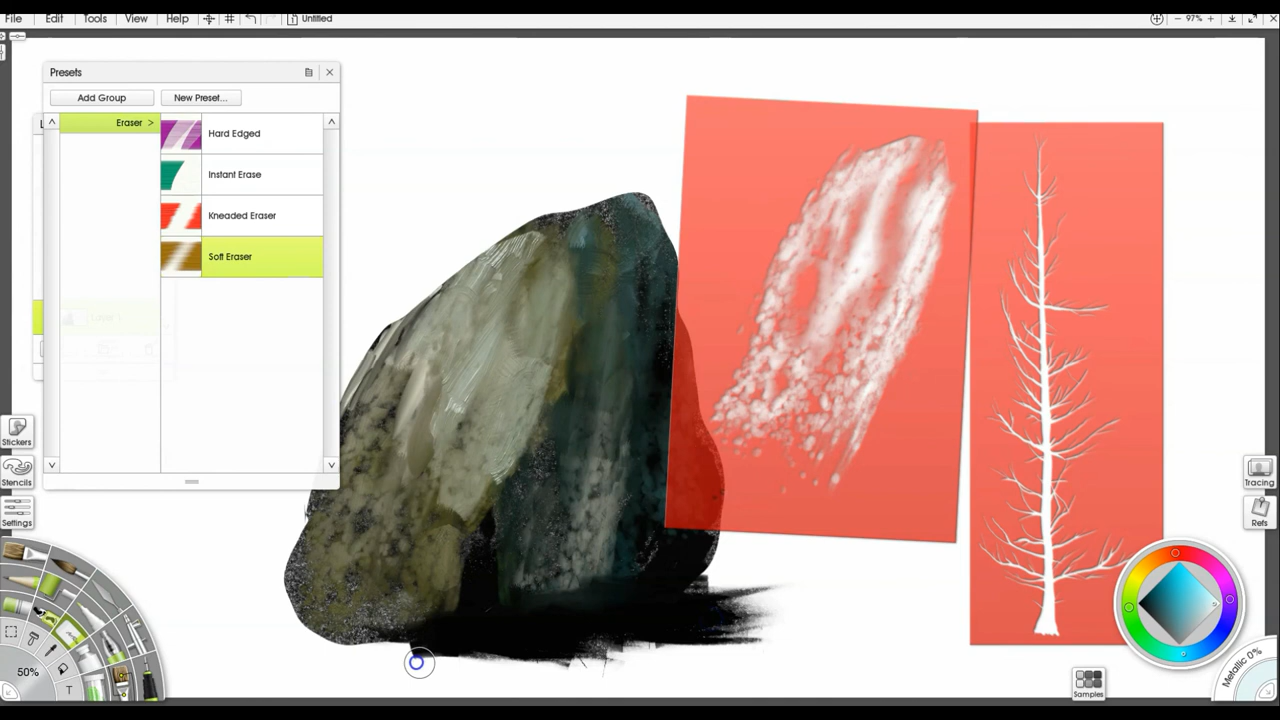 File Edit Tools View Help Untitled 97%
Presets
Add Group New Preset...
Eraser >
Hard Edged
Instant Erase
Kneaded Eraser
Soft Eraser
Stickers
Stencils
Settings
50%
T
Tracing
Refs
Samples
Metallic 0%